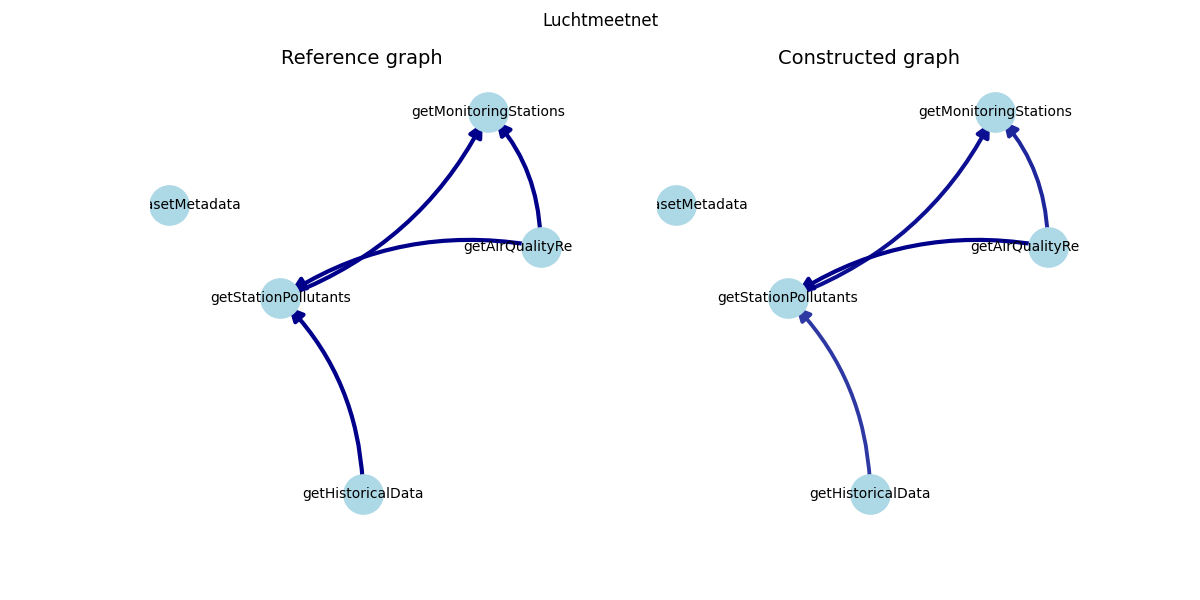 Luchtmeetnet
Reference graph
Constructed graph
getMonitoringStations
getMonitoringStations
asetMetadata
asetMetadata
getAirQualityRe
getAirQualityRe
getStationPollutants
getStationPollutants
getHistoricalData
getHistoricalData